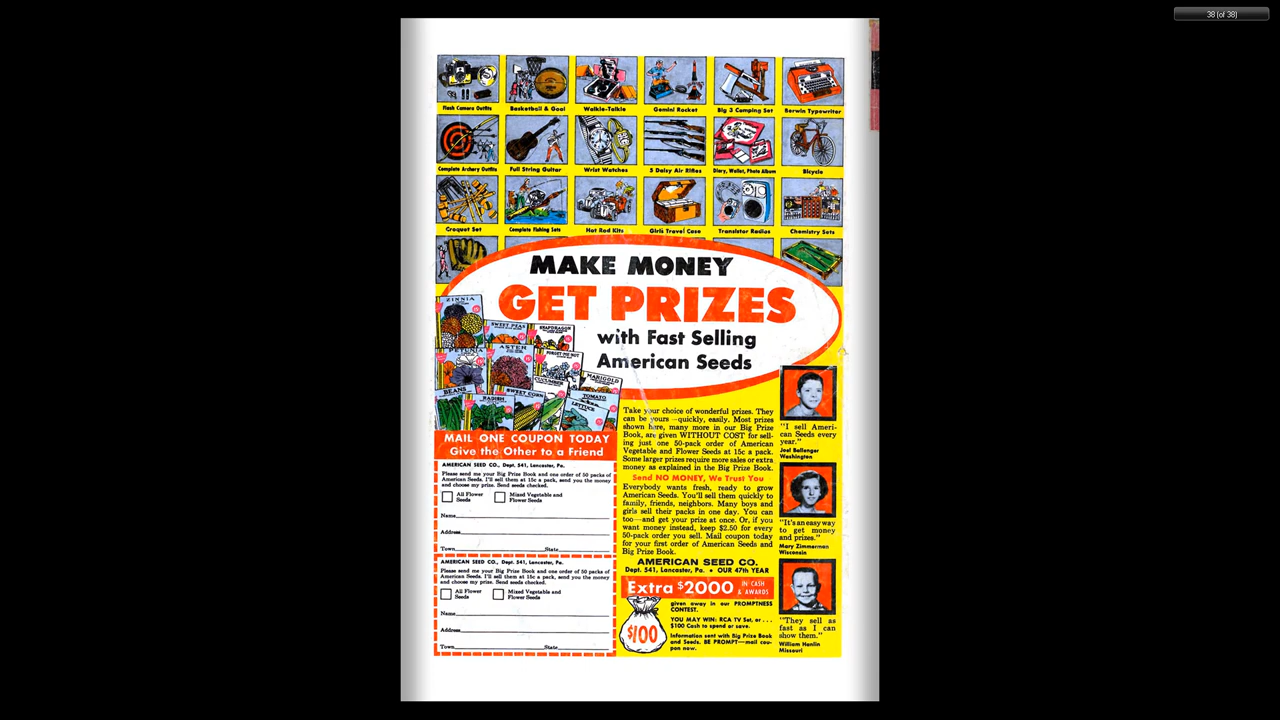 38 (of 38)
Flash Camera Outfits
Basketball & Goal
Walkie-Talkie
Gemini Rocket
Big 3 Camping Set
Berwin Typewriter
Complete Archery Outfits
Full String Guitar
Wrist Watches
5 Daisy Air Rifles
Diary, Wallet, Photo Album
Bicycle
Croquet Set
Complete Fishing Sets
Hot Rod Kits
Girls Travel Case
Transistor Radios
Chemistry Sets
MAKE MONEY
GET PRIZES
with Fast Selling
American Seeds
ZINNIA
SWEET PEAS
SNAPDRAGON
PETUNIA
ASTER
FORGET-ME-NOT
CUCUMBER
MARIGOLD
BEANS
RADISH
SWEET CORN
TOMATO
LETTUCE
MAIL ONE COUPON TODAY
Give the Other to a Friend
AMERICAN SEED CO., Dept. 541, Lancaster, Pa.
Please send me your Big Prize Book and one order of 50 packs of
American Seeds. I'll sell them at 15c a pack, send you the money
and choose my prize. Send seeds checked.
All Flower
Seeds
Mixed Vegetable and
Flower Seeds
Name
Address
Town State
AMERICAN SEED CO., Dept. 541, Lancaster, Pa.
Please send me your Big Prize Book and one order of 50 packs of
American Seeds. I'll sell them at 15c a pack, send you the money
and choose my prize. Send seeds checked.
All Flower
Seeds
Mixed Vegetable and
Flower Seeds
Name
Address
Town State
Take your choice of wonderful prizes. They
can be yours—quickly, easily. Most prizes
shown here, many more in our Big Prize
Book, are given WITHOUT COST for sell-
ing just one 50-pack order of American
Vegetable and Flower Seeds at 15c a pack.
Some larger prizes require more sales or extra
money as explained in the Big Prize Book.
Send NO MONEY, We Trust You
Everybody wants fresh, ready to grow
American Seeds. You'll sell them quickly to
family, friends, neighbors. Many boys and
girls sell their packs in one day. You can
too—and get your prize at once. Or, if you
want money instead, keep $2.50 for every
50-pack order you sell. Mail coupon today
for your first order of American Seeds and
Big Prize Book.
AMERICAN SEED CO.
Dept. 541, Lancaster, Pa. • OUR 47th YEAR
Extra $2000 IN CASH
& AWARDS
$100
given away in our PROMPTNESS
CONTEST.
YOU MAY WIN: RCA TV Set, or . . .
$100 Cash to spend or save.
Information sent with Big Prize Book
and Seeds. BE PROMPT—mail cou-
pon now.
"I sell Ameri-
can Seeds every
year."
Joel Bellenger
Washington
"It's an easy way
to get money
and prizes."
Mary Zimmerman
Wisconsin
"They sell as
fast as I can
show them."
William Hanlin
Missouri